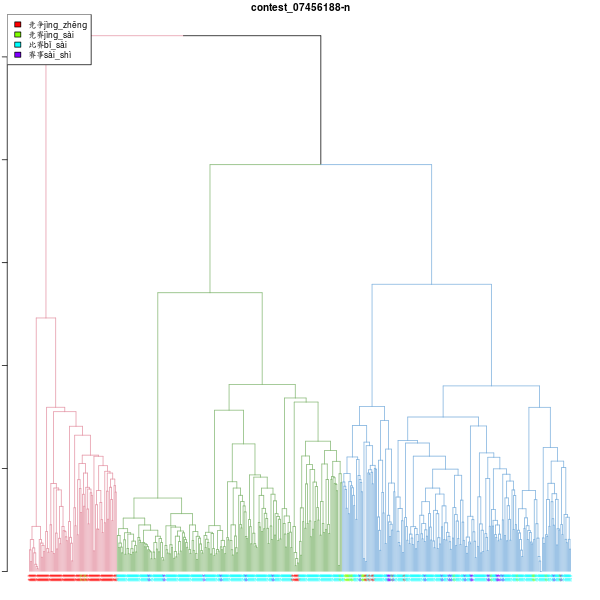 contest_07456188-n
竞争jìng_zhēng
竞赛jìng_sài
比赛bǐ_sài
赛事sài_shì